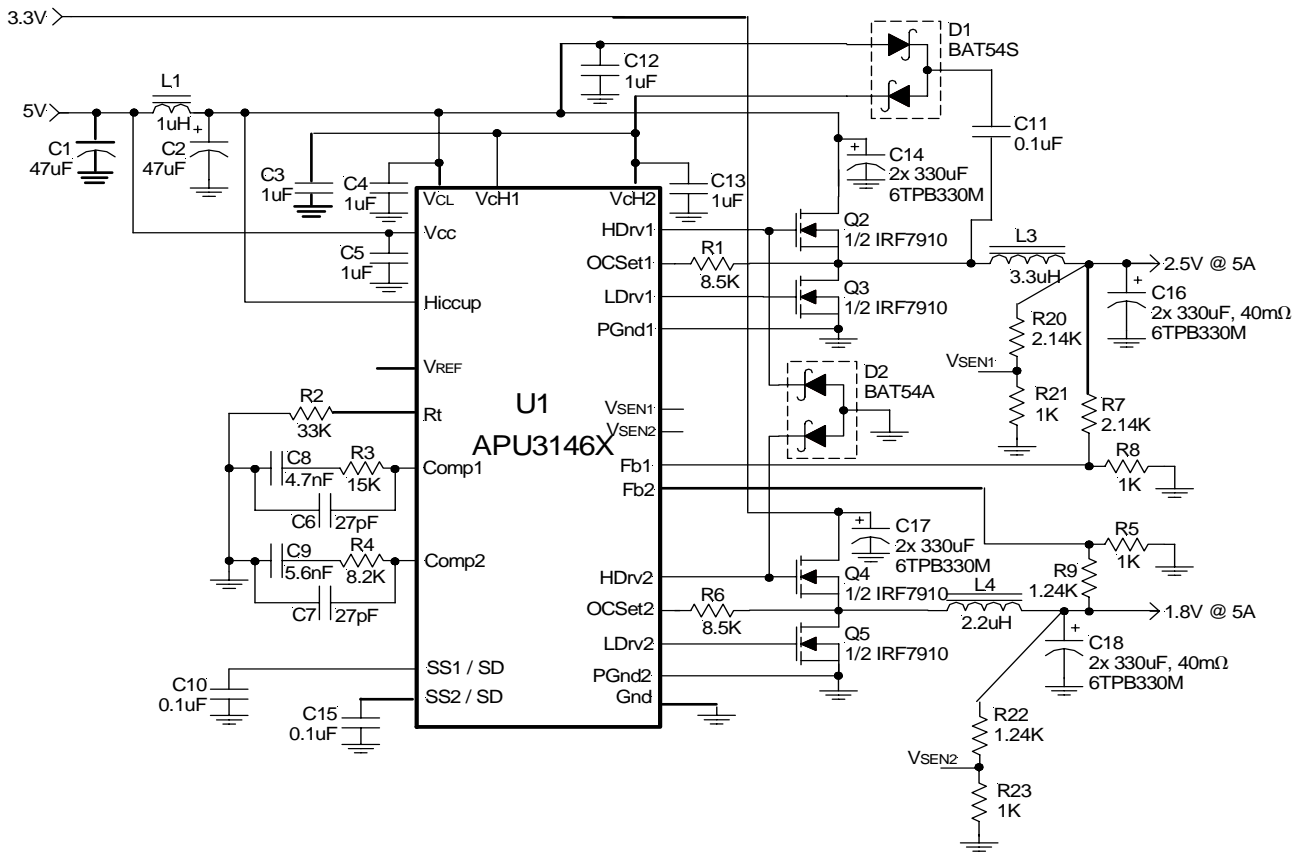 3.3V
D1
BAT54S
C12
1uF
L1
1uH
5V
C1
47uF
C2
47uF
C11
0.1uF
C3
1uF
C4
1uF
C13
1uF
C14
2x 330uF
6TPB330M
VCL
VcH1
VcH2
Vcc
C5
1uF
Hiccup
VREF
Rt
R2
33K
C8
4.7nF
R3
15K
Comp1
C6
27pF
C9
5.6nF
R4
8.2K
Comp2
C7
27pF
SS1 / SD
C10
0.1uF
SS2 / SD
C15
0.1uF
U1
APU3146X
HDrv1
OCSet1
LDrv1
PGnd1
VSEN1
VSEN2
Fb1
Fb2
HDrv2
OCSet2
LDrv2
PGnd2
Gnd
R1
8.5K
Q2
1/2 IRF7910
Q3
1/2 IRF7910
L3
3.3uH
2.5V @ 5A
C16
2x 330uF, 40mΩ
6TPB330M
R20
2.14K
VSEN1
R21
1K
R7
2.14K
R8
1K
D2
BAT54A
C17
2x 330uF
6TPB330M
R5
1K
R9
1.24K
Q4
1/2 IRF7910
R6
8.5K
Q5
1/2 IRF7910
L4
2.2uH
1.8V @ 5A
C18
2x 330uF, 40mΩ
6TPB330M
R22
1.24K
VSEN2
R23
1K